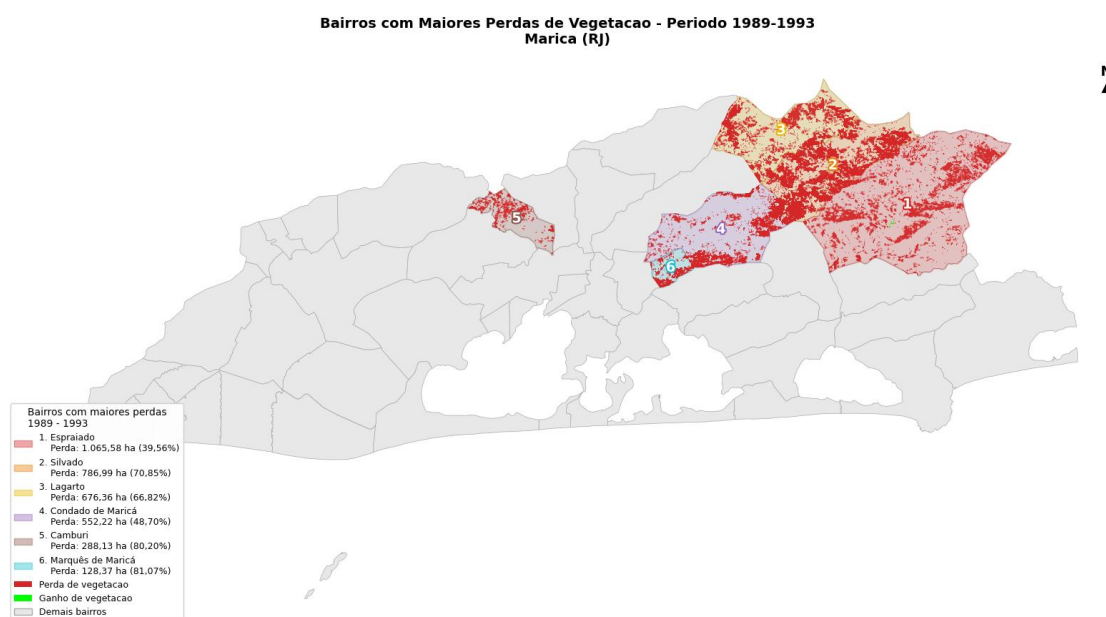 Bairros com Maiores Perdas de Vegetacao - Periodo 1989-1993
Marica (RJ)
N
3
2
1
5
4
6
Bairros com maiores perdas
1989 - 1993
1. Espraiado
Perda: 1.065,58 ha (39,56%)
2. Silvado
Perda: 786,99 ha (70,85%)
3. Lagarto
Perda: 676,36 ha (66,82%)
4. Condado de Maricá
Perda: 552,22 ha (48,70%)
5. Camburi
Perda: 288,13 ha (80,20%)
6. Marquês de Maricá
Perda: 128,37 ha (81,07%)
Perda de vegetacao
Ganho de vegetacao
Demais bairros